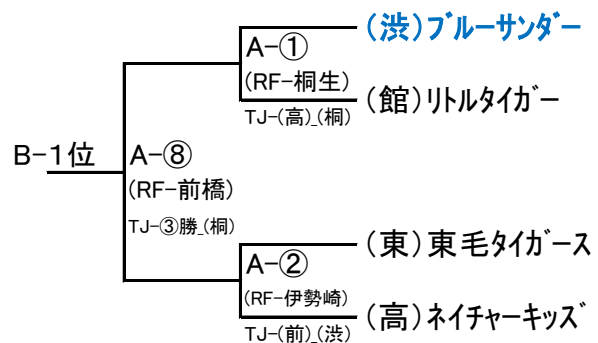 (渋)ブルーサンダー
A-①
(RF-桐生)
(館)リトルタイガー
TJ-(高)_(桐)
B-1位
A-⑧
(RF-前橋)
TJ-③勝_(桐)
(東)東毛タイガース
A-②
(RF-伊勢崎)
(高)ネイチャーキッズ
TJ-(前)_(渋)